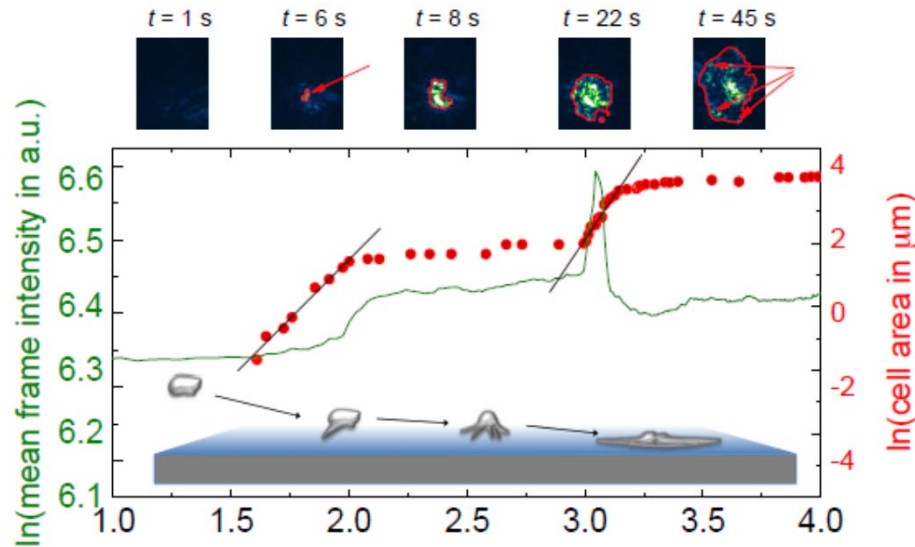 t = 1 s
t = 6 s
t = 8 s
t = 22 s
t = 45 s
ln(mean frame intensity in a.u.)
6.6
6.5
6.4
6.3
6.2
6.1
4
2
0
-2
-4
ln(cell area in μm)
1.0
1.5
2.0
2.5
3.0
3.5
4.0